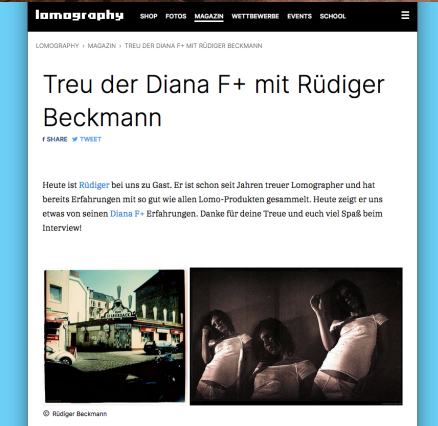 lomography
SHOP FOTOS MAGAZIN WETTBEWERBE EVENTS SCHOOL
LOMOGRAPHY › MAGAZIN › TREU DER DIANA F+ MIT RÜDIGER BECKMANN
Treu der Diana F+ mit Rüdiger
Beckmann
f SHARE TWEET
Heute ist Rüdiger bei uns zu Gast. Er ist schon seit Jahren treuer Lomographer und hat
bereits Erfahrungen mit so gut wie allen Lomo-Produkten gesammelt. Heute zeigt er uns
etwas von seinen Diana F+ Erfahrungen. Danke für deine Treue und euch viel Spaß beim
Interview!
© Rüdiger Beckmann